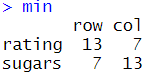 > min
       row col
rating  13   7
sugars   7  13